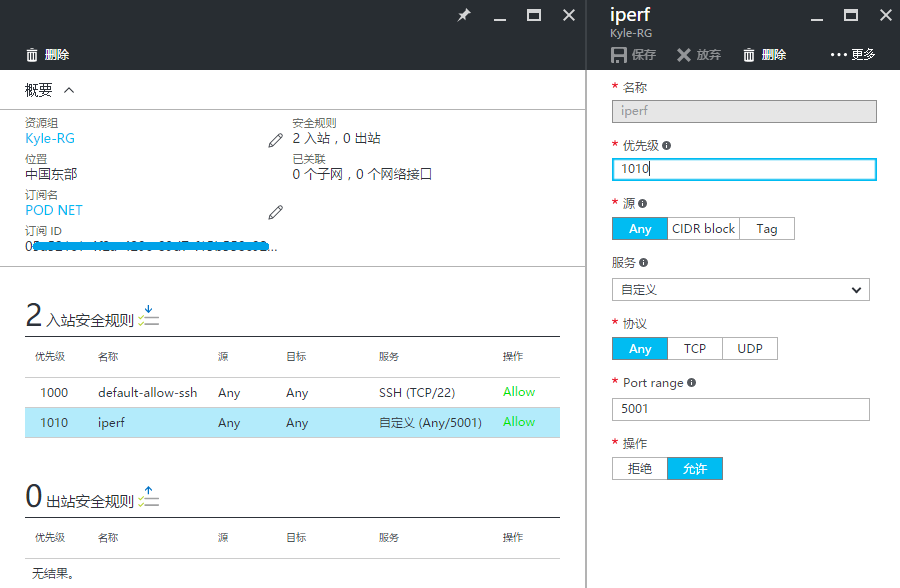 删除
概要
资源组
Kyle-RG
位置
中国东部
订阅名
POD NET
订阅 ID
安全规则
2 入站，0 出站
已关联
0 个子网，0 个网络接口
2 入站安全规则
优先级 名称 源 目标 服务 操作
1000 default-allow-ssh Any Any SSH (TCP/22) Allow
1010 iperf Any Any 自定义 (Any/5001) Allow
0 出站安全规则
优先级 名称 源 目标 服务 操作
无结果。
iperf
Kyle-RG
保存 放弃 删除 更多
* 名称
iperf
* 优先级
1010
* 源
Any CIDR block Tag
服务
自定义
* 协议
Any TCP UDP
* Port range
5001
* 操作
拒绝 允许